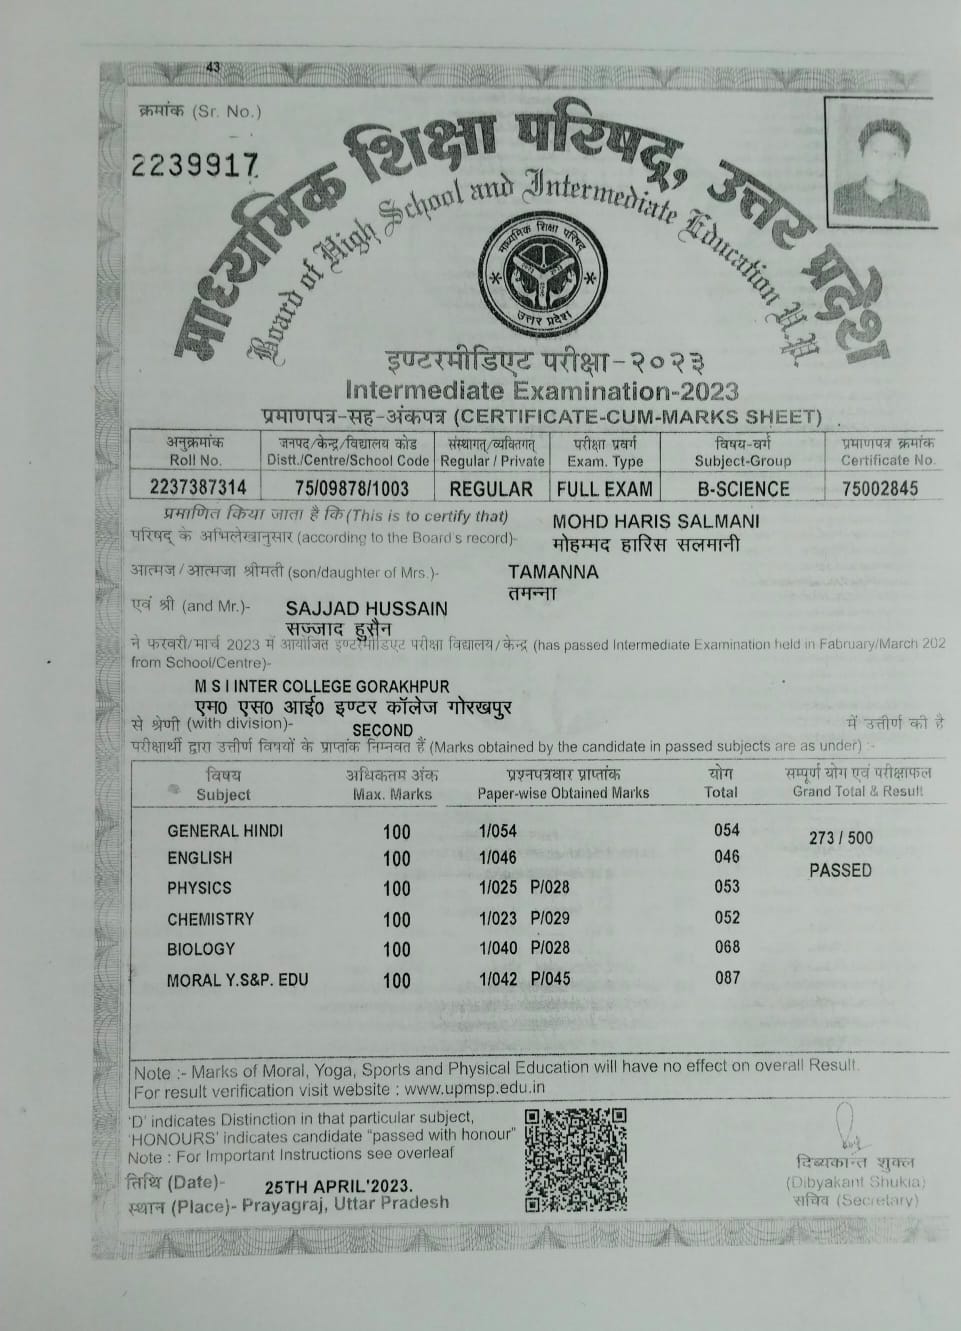 43
क्रमांक (Sr. No.)
2239917
माध्यमिक शिक्षा परिषद्, उत्तर प्रदेश
Board of High School and Intermediate Education U.P.
माध्यमिक शिक्षा परिषद
उत्तर प्रदेश
इण्टरमीडिएट परीक्षा-२०२३
Intermediate Examination-2023
प्रमाणपत्र-सह-अंकपत्र (CERTIFICATE-CUM-MARKS SHEET)
अनुक्रमांक जनपद/केन्द्र/विद्यालय कोड संस्थागत्/व्यक्तिगत् परीक्षा प्रवर्ग विषय-वर्ग प्रमाणपत्र क्रमांक
Roll No. Distt./Centre/School Code Regular / Private Exam. Type Subject-Group Certificate No.
2237387314 75/09878/1003 REGULAR FULL EXAM B-SCIENCE 75002845
प्रमाणित किया जाता है कि (This is to certify that) MOHD HARIS SALMANI
परिषद् के अभिलेखानुसार (according to the Board's record)- मोहम्मद हारिस सलमानी
आत्मज/आत्मजा श्रीमती (son/daughter of Mrs.)- TAMANNA
तमन्ना
एवं श्री (and Mr.)- SAJJAD HUSSAIN
सज्जाद हुसैन
ने फरवरी/मार्च 2023 में आयोजित इण्टरमीडिएट परीक्षा विद्यालय/केन्द्र (has passed Intermediate Examination held in Fabruary/March 202
from School/Centre)-
M S I INTER COLLEGE GORAKHPUR
एम0 एस0 आई0 इण्टर कॉलेज गोरखपुर
से श्रेणी (with division)- SECOND में उत्तीर्ण की है
परीक्षार्थी द्वारा उत्तीर्ण विषयों के प्राप्तांक निम्नवत हैं (Marks obtained by the candidate in passed subjects are as under) :-
विषय अधिकतम अंक प्रश्नपत्रवार प्राप्तांक योग सम्पूर्ण योग एवं परीक्षाफल
Subject Max. Marks Paper-wise Obtained Marks Total Grand Total & Result
GENERAL HINDI 100 1/054 054 273 / 500
ENGLISH 100 1/046 046 PASSED
PHYSICS 100 1/025 P/028 053
CHEMISTRY 100 1/023 P/029 052
BIOLOGY 100 1/040 P/028 068
MORAL Y.S&P. EDU 100 1/042 P/045 087
Note :- Marks of Moral, Yoga, Sports and Physical Education will have no effect on overall Result.
For result verification visit website : www.upmsp.edu.in
'D' indicates Distinction in that particular subject,
'HONOURS' indicates candidate "passed with honour"
Note : For Important Instructions see overleaf
तिथि (Date)- 25TH APRIL'2023.
स्थान (Place)- Prayagraj, Uttar Pradesh
दिव्यकान्त शुक्ल
(Dibyakant Shukla)
सचिव (Secretary)